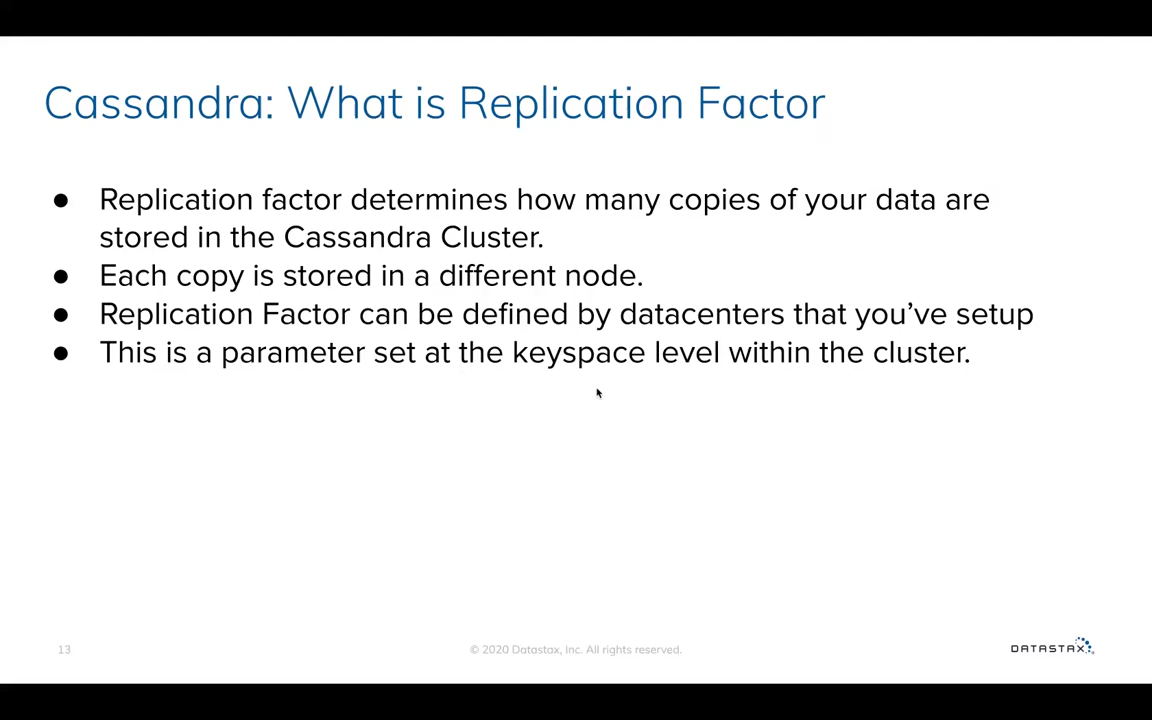 Cassandra: What is Replication Factor
● Replication factor determines how many copies of your data are
stored in the Cassandra Cluster.
● Each copy is stored in a different node.
● Replication Factor can be defined by datacenters that you’ve setup
● This is a parameter set at the keyspace level within the cluster.
13
© 2020 Datastax, Inc. All rights reserved.
DATASTAX